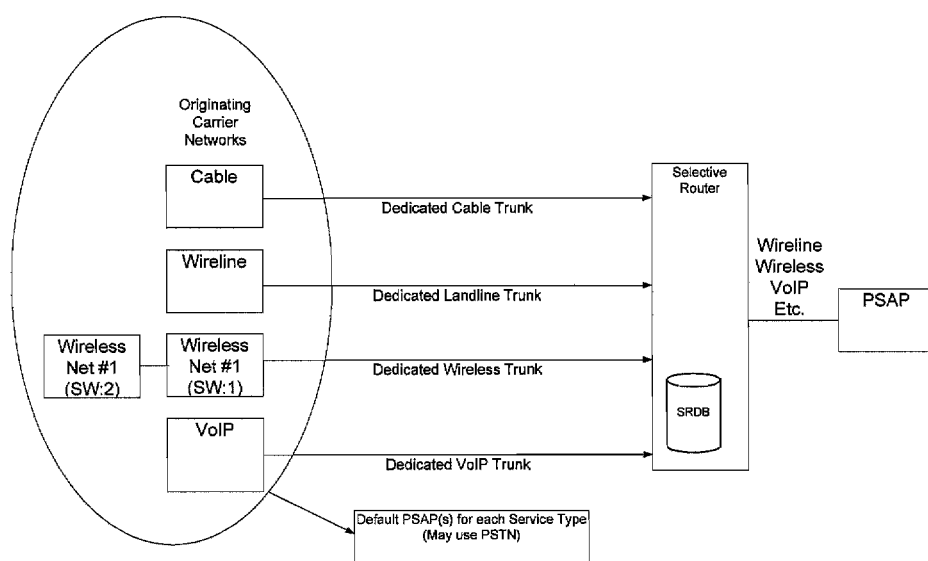 Originating
Carrier
Networks
Cable
Dedicated Cable Trunk
Wireline
Dedicated Landline Trunk
Wireless
Net #1
(SW:2)
Wireless
Net #1
(SW:1)
Dedicated Wireless Trunk
VoIP
Dedicated VoIP Trunk
Selective
Router
SRDB
Wireline
Wireless
VoIP
Etc.
PSAP
Default PSAP(s) for each Service Type
(May use PSTN)